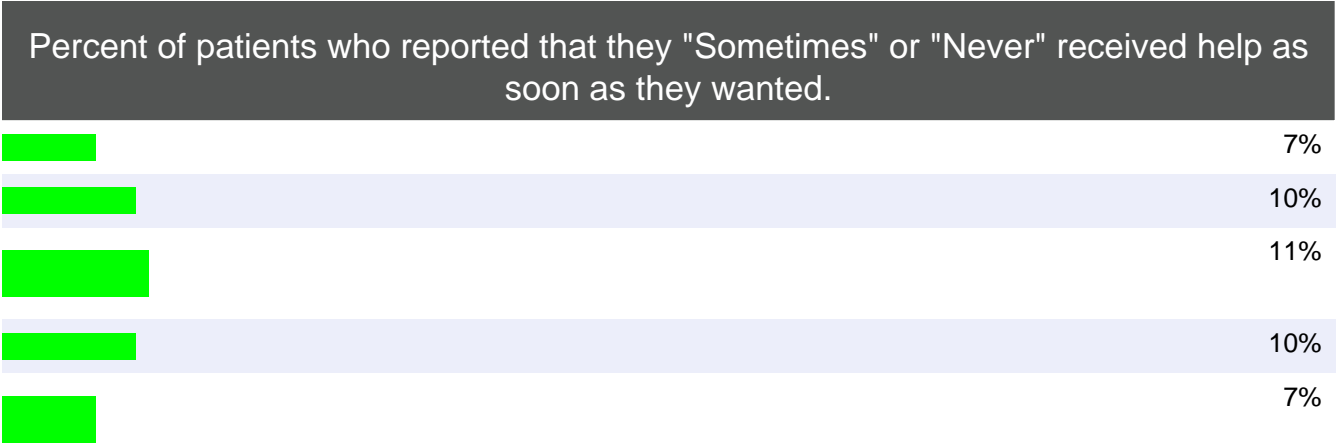 Percent of patients who reported that they "Sometimes" or "Never" received help as
soon as they wanted.
7%
10%
11%
10%
7%